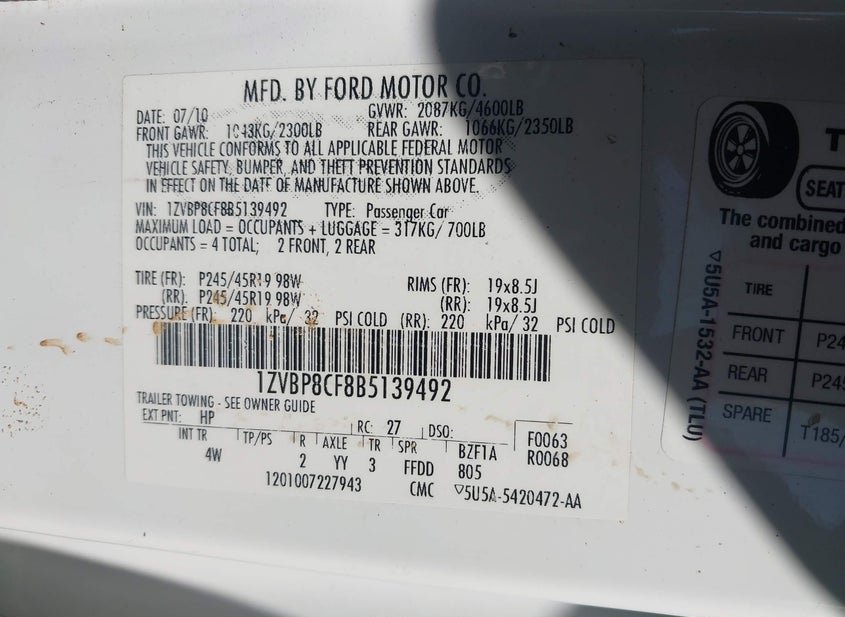 MFD. BY FORD MOTOR CO.
DATE: 07/10 GVWR: 2087KG/4600LB
FRONT GAWR: 1043KG/2300LB REAR GAWR: 1066KG/2350LB
THIS VEHICLE CONFORMS TO ALL APPLICABLE FEDERAL MOTOR
VEHICLE SAFETY, BUMPER, AND THEFT PREVENTION STANDARDS
IN EFFECT ON THE DATE OF MANUFACTURE SHOWN ABOVE.
VIN: 1ZVBP8CF8B5139492 TYPE: Passenger Car
MAXIMUM LOAD = OCCUPANTS + LUGGAGE = 317KG/ 700LB
OCCUPANTS = 4 TOTAL; 2 FRONT, 2 REAR
TIRE (FR): P245/45R19 98W RIMS (FR): 19x8.5J
(RR): P245/45R19 98W (RR): 19x8.5J
PRESSURE (FR): 220 kPa/ 32 PSI COLD (RR): 220 kPa/ 32 PSI COLD
1ZVBP8CF8B5139492
TRAILER TOWING - SEE OWNER GUIDE
EXT PNT: HP RC: 27 DSO: F0063
INT TR TP/PS R AXLE TR SPR BZF1A R0068
4W 2 YY 3 FFDD 805
1201007227943 CMC ▽5U5A-5420472-AA
SEAT
The combined
and cargo
TIRE
FRONT P24
REAR P245
SPARE T185/
▽5U5A-1532-AA (TLU)